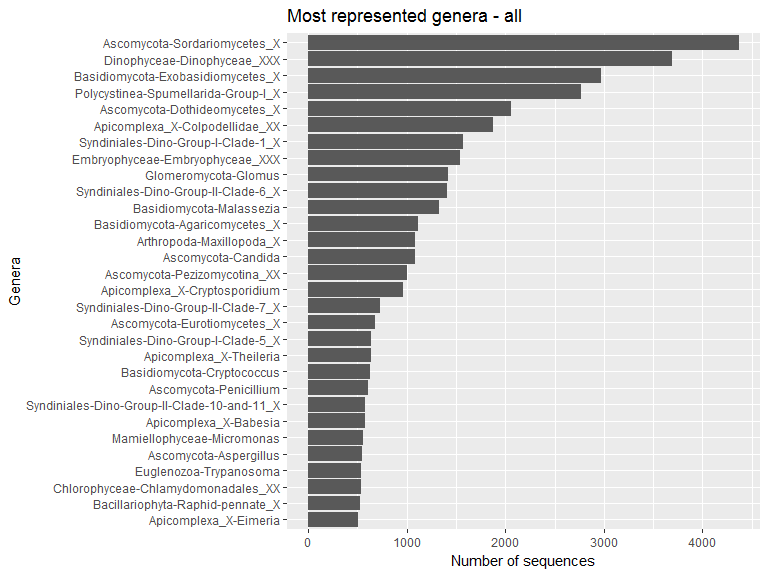 Most represented genera - all
Genera
Ascomycota-Sordariomycetes_X
Dinophyceae-Dinophyceae_XXX
Basidiomycota-Exobasidiomycetes_X
Polycystinea-Spumellarida-Group-I_X
Ascomycota-Dothideomycetes_X
Apicomplexa_X-Colpodellidae_XX
Syndiniales-Dino-Group-I-Clade-1_X
Embryophyceae-Embryophyceae_XXX
Glomeromycota-Glomus
Syndiniales-Dino-Group-II-Clade-6_X
Basidiomycota-Malassezia
Basidiomycota-Agaricomycetes_X
Arthropoda-Maxillopoda_X
Ascomycota-Candida
Ascomycota-Pezizomycotina_XX
Apicomplexa_X-Cryptosporidium
Syndiniales-Dino-Group-II-Clade-7_X
Ascomycota-Eurotiomycetes_X
Syndiniales-Dino-Group-I-Clade-5_X
Apicomplexa_X-Theileria
Basidiomycota-Cryptococcus
Ascomycota-Penicillium
Syndiniales-Dino-Group-II-Clade-10-and-11_X
Apicomplexa_X-Babesia
Mamiellophyceae-Micromonas
Ascomycota-Aspergillus
Euglenozoa-Trypanosoma
Chlorophyceae-Chlamydomonadales_XX
Bacillariophyta-Raphid-pennate_X
Apicomplexa_X-Eimeria
0 1000 2000 3000 4000
Number of sequences